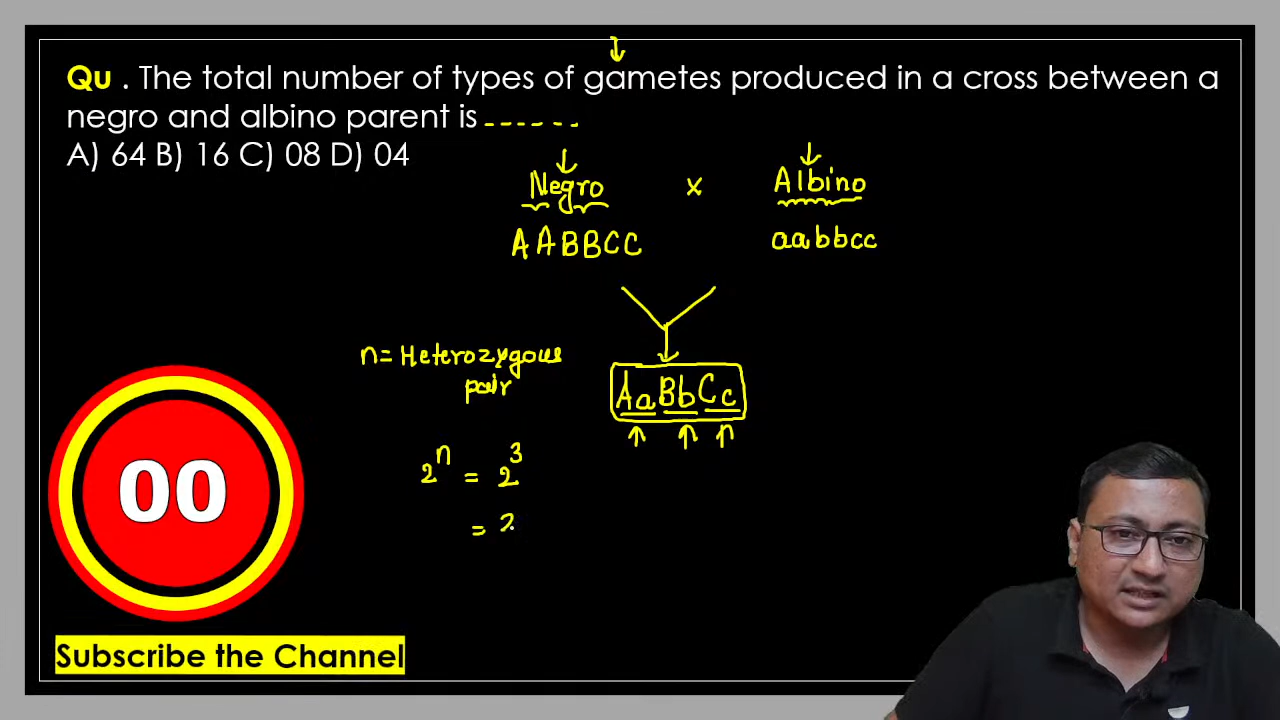 Qu . The total number of types of gametes produced in a cross between a
negro and albino parent is ------
A) 64 B) 16 C) 08 D) 04
Negro x Albino
AABBCC aabbcc
n= Heterozygous
pair
AaBbCc
2^n = 2^3
= 2
00
Subscribe the Channel